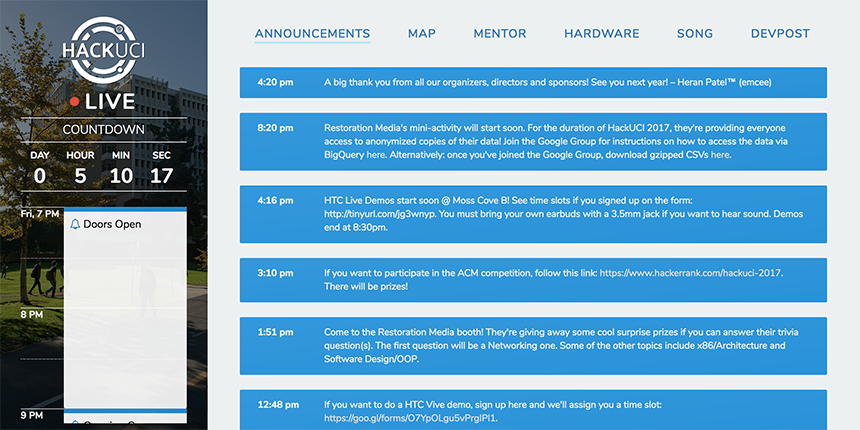 HACKUCI
LIVE
COUNTDOWN
DAY HOUR MIN SEC
0 5 10 17
Fri, 7 PM
Doors Open
8 PM
9 PM
ANNOUNCEMENTS MAP MENTOR HARDWARE SONG DEVPOST
4:20 pm A big thank you from all our organizers, directors and sponsors! See you next year! – Heran Patel™ (emcee)
8:20 pm Restoration Media's mini-activity will start soon. For the duration of HackUCI 2017, they're providing everyone
access to anonymized copies of their data! Join the Google Group for instructions on how to access the data via
BigQuery here. Alternatively: once you've joined the Google Group, download gzipped CSVs here.
4:16 pm HTC Live Demos start soon @ Moss Cove B! See time slots if you signed up on the form:
http://tinyurl.com/jg3wnyp. You must bring your own earbuds with a 3.5mm jack if you want to hear sound. Demos
end at 8:30pm.
3:10 pm If you want to participate in the ACM competition, follow this link: https://www.hackerrank.com/hackuci-2017.
There will be prizes!
1:51 pm Come to the Restoration Media booth! They're giving away some cool surprise prizes if you can answer their trivia
question(s). The first question will be a Networking one. Some of the other topics include x86/Architecture and
Software Design/OOP.
12:48 pm If you want to do a HTC Vive demo, sign up here and we'll assign you a time slot:
https://goo.gl/forms/O7YpOLgu5vPrgIPI1.